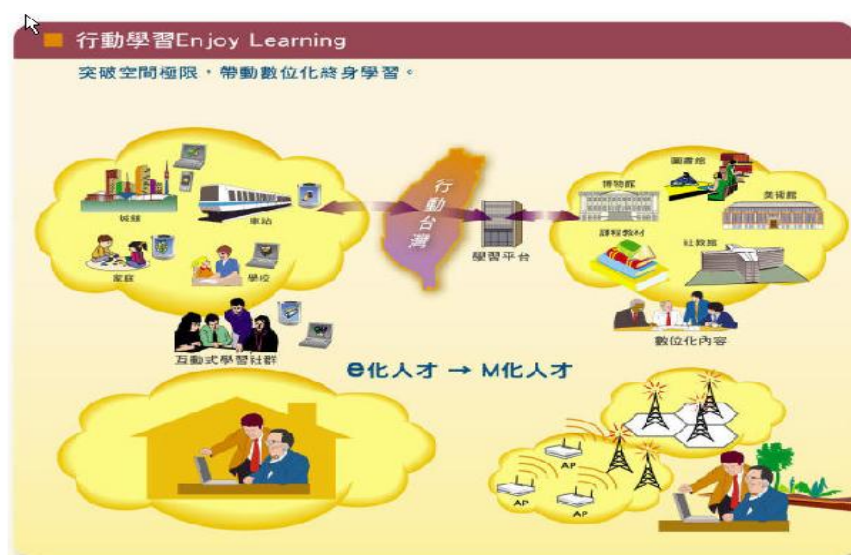 行動學習Enjoy Learning
突破空間極限，帶動數位化終身學習。
圖書館
博物館
美術館
城鎮
車站
行動台灣
學習平台
課程教材
社教館
家庭
學校
互動式學習社群
數位化內容
e化人才 → M化人才
AP
AP
AP